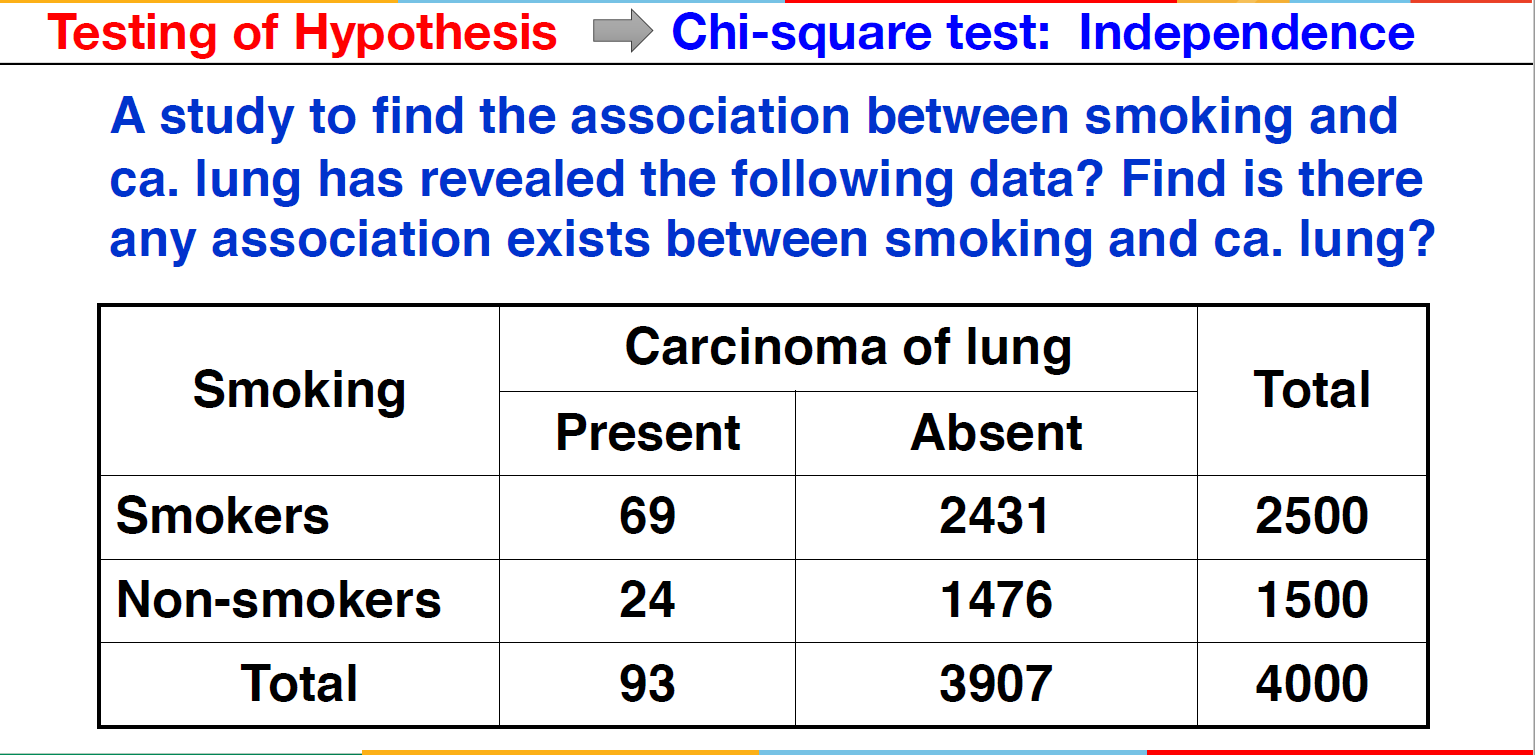 Testing of Hypothesis Chi-square test: Independence
A study to find the association between smoking and
ca. lung has revealed the following data? Find is there
any association exists between smoking and ca. lung?
Smoking Carcinoma of lung Total
Present Absent
Smokers 69 2431 2500
Non-smokers 24 1476 1500
Total 93 3907 4000